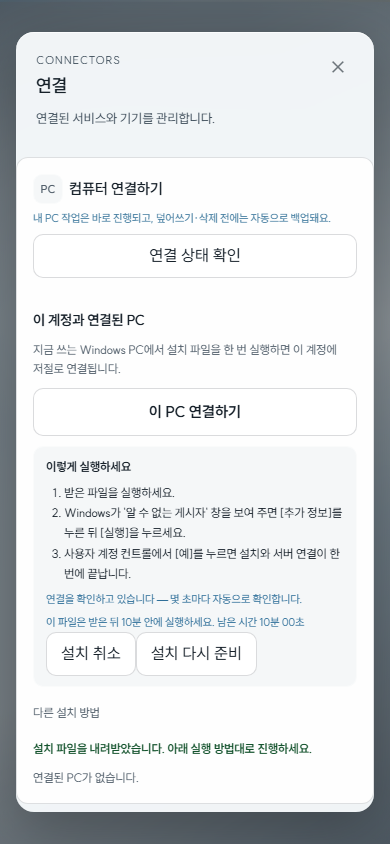 CONNECTORS
연결
연결된 서비스와 기기를 관리합니다.
PC 컴퓨터 연결하기
내 PC 작업은 바로 진행되고, 덮어쓰기·삭제 전에는 자동으로 백업돼요.
연결 상태 확인
이 계정과 연결된 PC
지금 쓰는 Windows PC에서 설치 파일을 한 번 실행하면 이 계정에
저절로 연결됩니다.
이 PC 연결하기
이렇게 실행하세요
1. 받은 파일을 실행하세요.
2. Windows가 '알 수 없는 게시자' 창을 보여 주면 [추가 정보]를
누른 뒤 [실행]을 누르세요.
3. 사용자 계정 컨트롤에서 [예]를 누르면 설치와 서버 연결이 한
번에 끝납니다.
연결을 확인하고 있습니다 — 몇 초마다 자동으로 확인합니다.
이 파일은 받은 뒤 10분 안에 실행하세요. 남은 시간 10분 00초
설치 취소 설치 다시 준비
다른 설치 방법
설치 파일을 내려받았습니다. 아래 실행 방법대로 진행하세요.
연결된 PC가 없습니다.